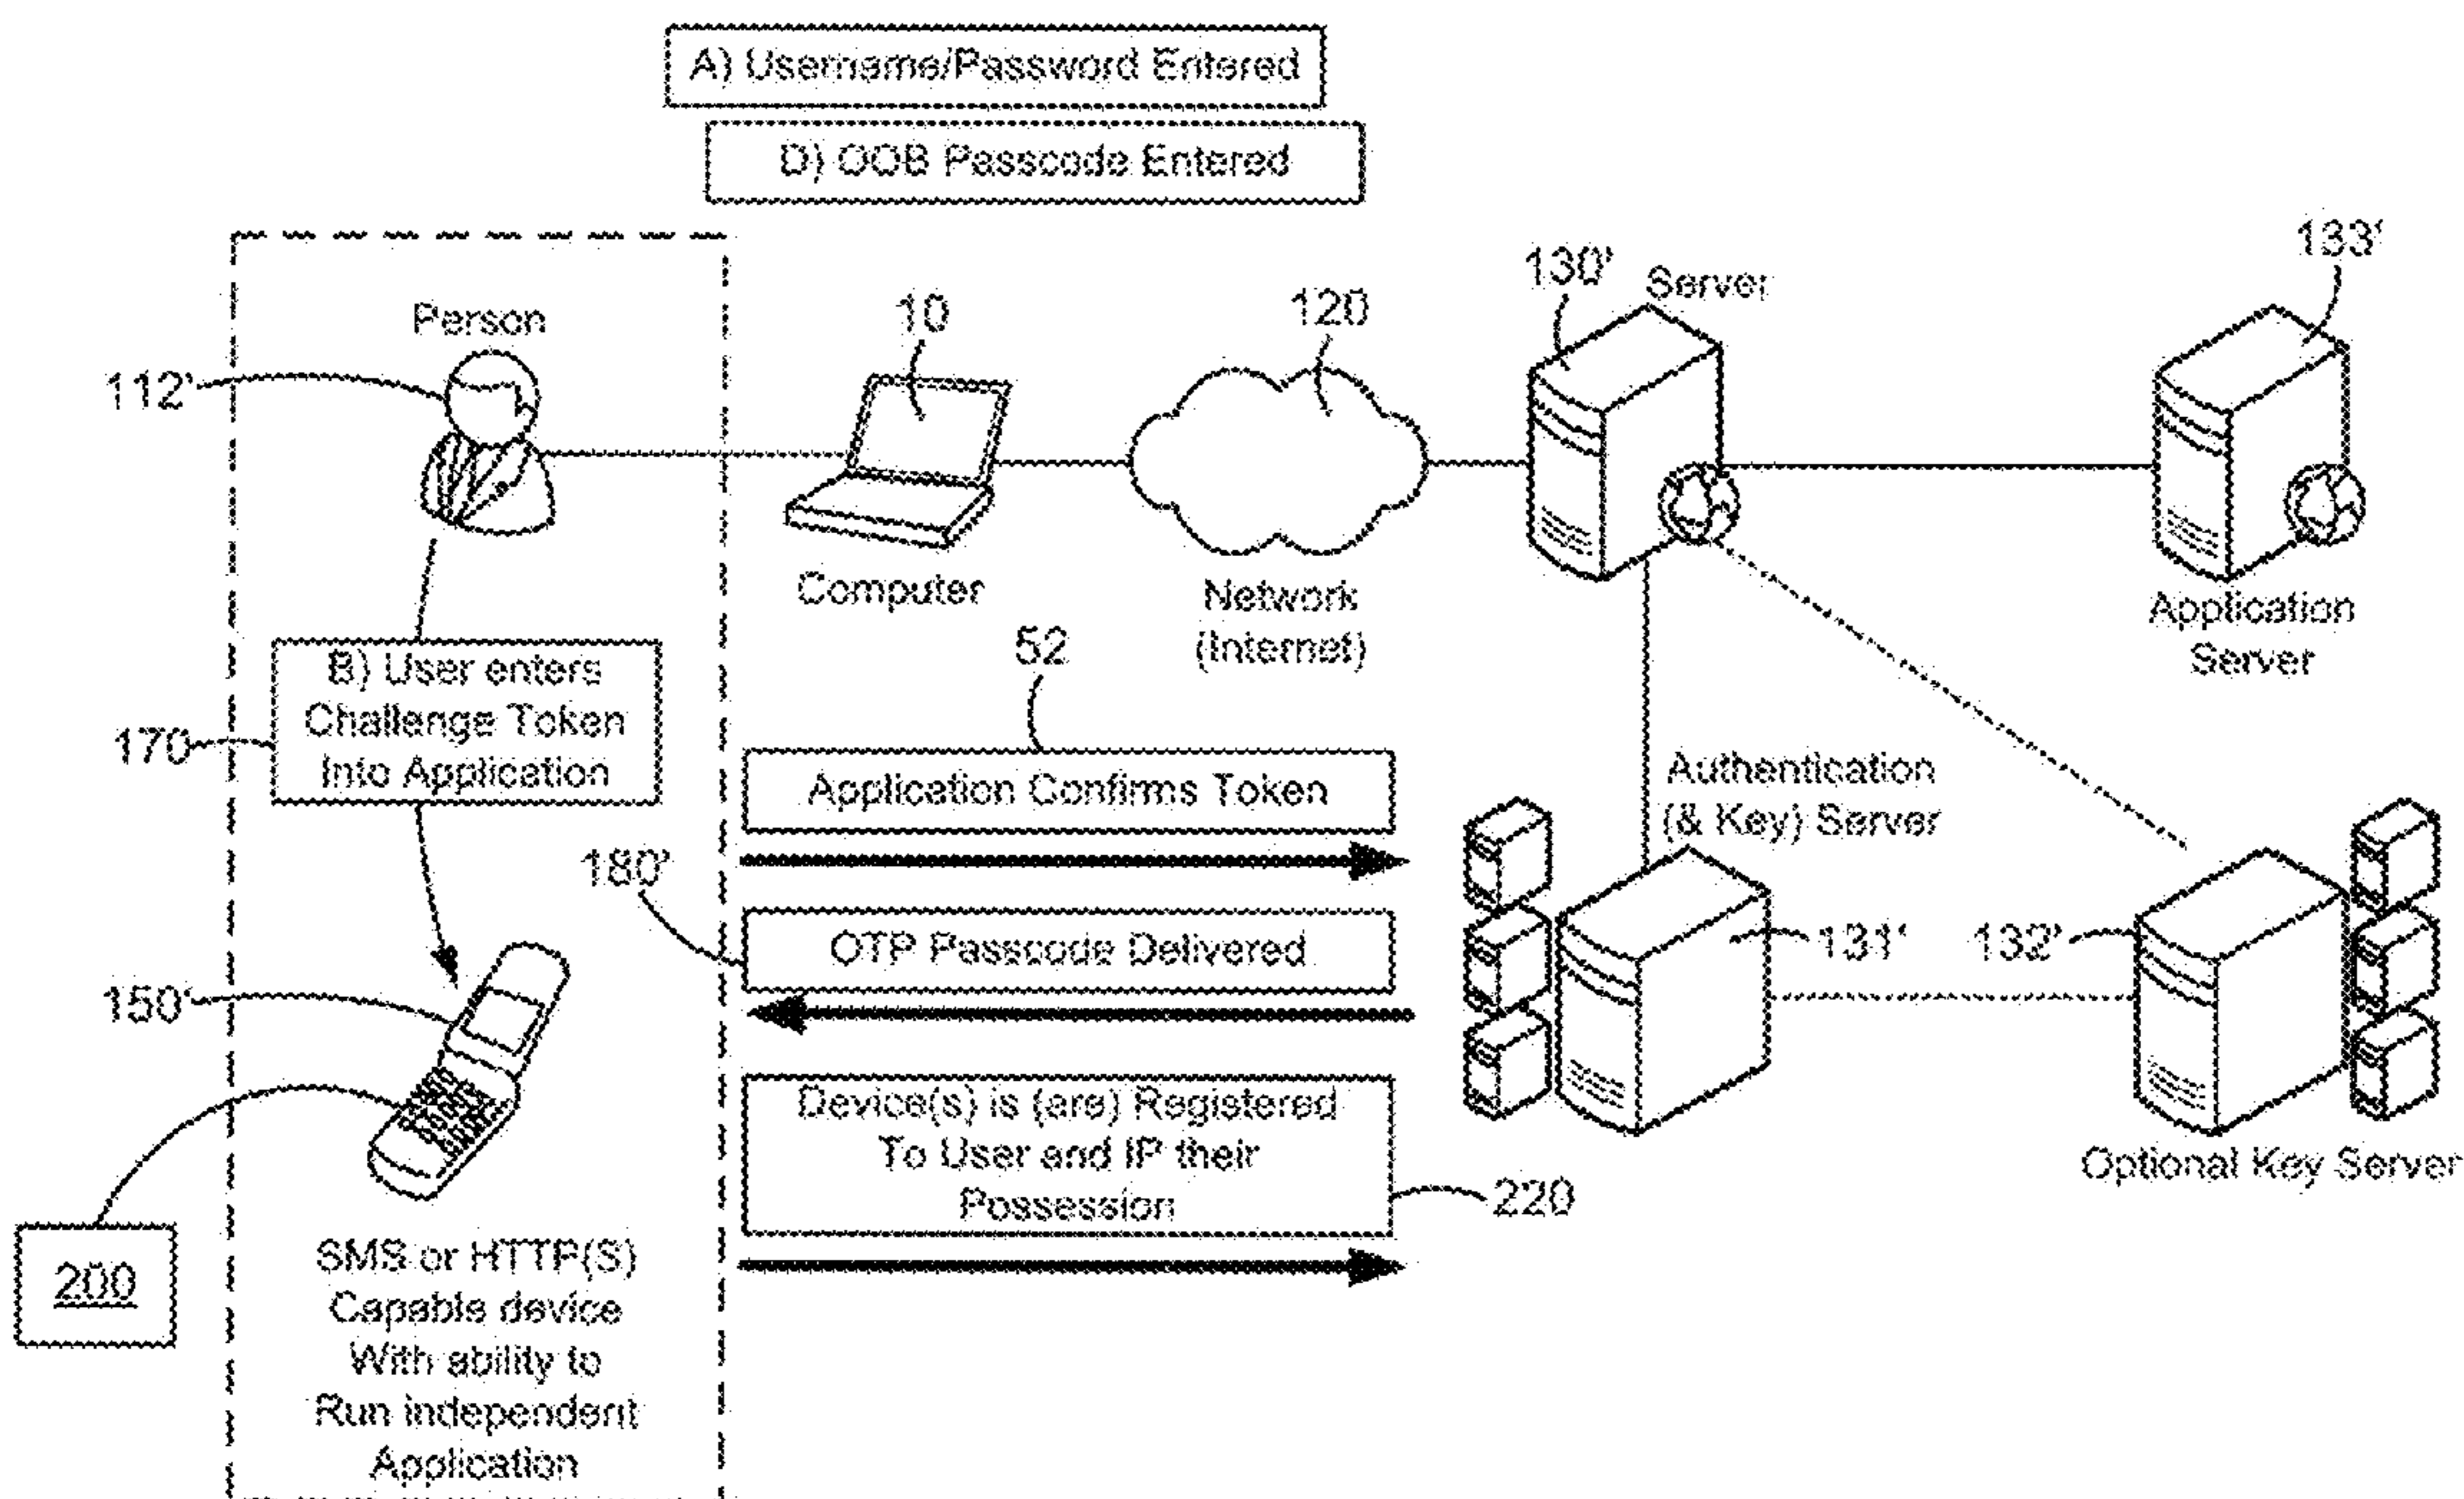 A) Username/Password Entered
D) OOB Passcode Entered
Person
112'
10
120
130'
Server
133'
Computer
Network
(Internet)
Application
Server
B) User enters
Challenge Token
Into Application
170
52
Application Confirms Token
Authentication
(& Key) Server
180'
OTP Passcode Delivered
131'
132'
150'
Device(s) is (are) Registered
To User and IP their
Possession
220
Optional Key Server
200
SMS or HTTP(S)
Capable device
With ability to
Run independent
Application